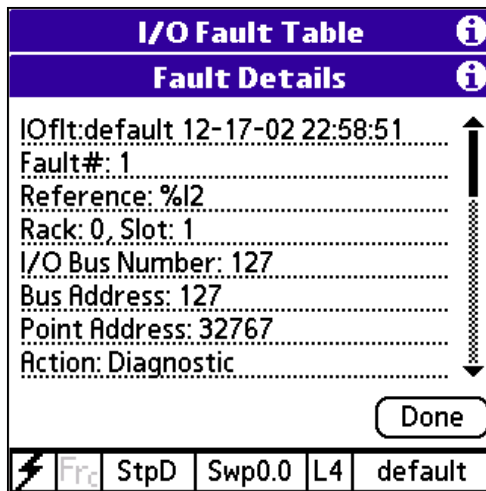 I/O Fault Table
Fault Details
IOflt:default 12-17-02 22:58:51
Fault#: 1
Reference: %I2
Rack: 0, Slot: 1
I/O Bus Number: 127
Bus Address: 127
Point Address: 32767
Action: Diagnostic
Done
Frc StpD Swp0.0 L4 default